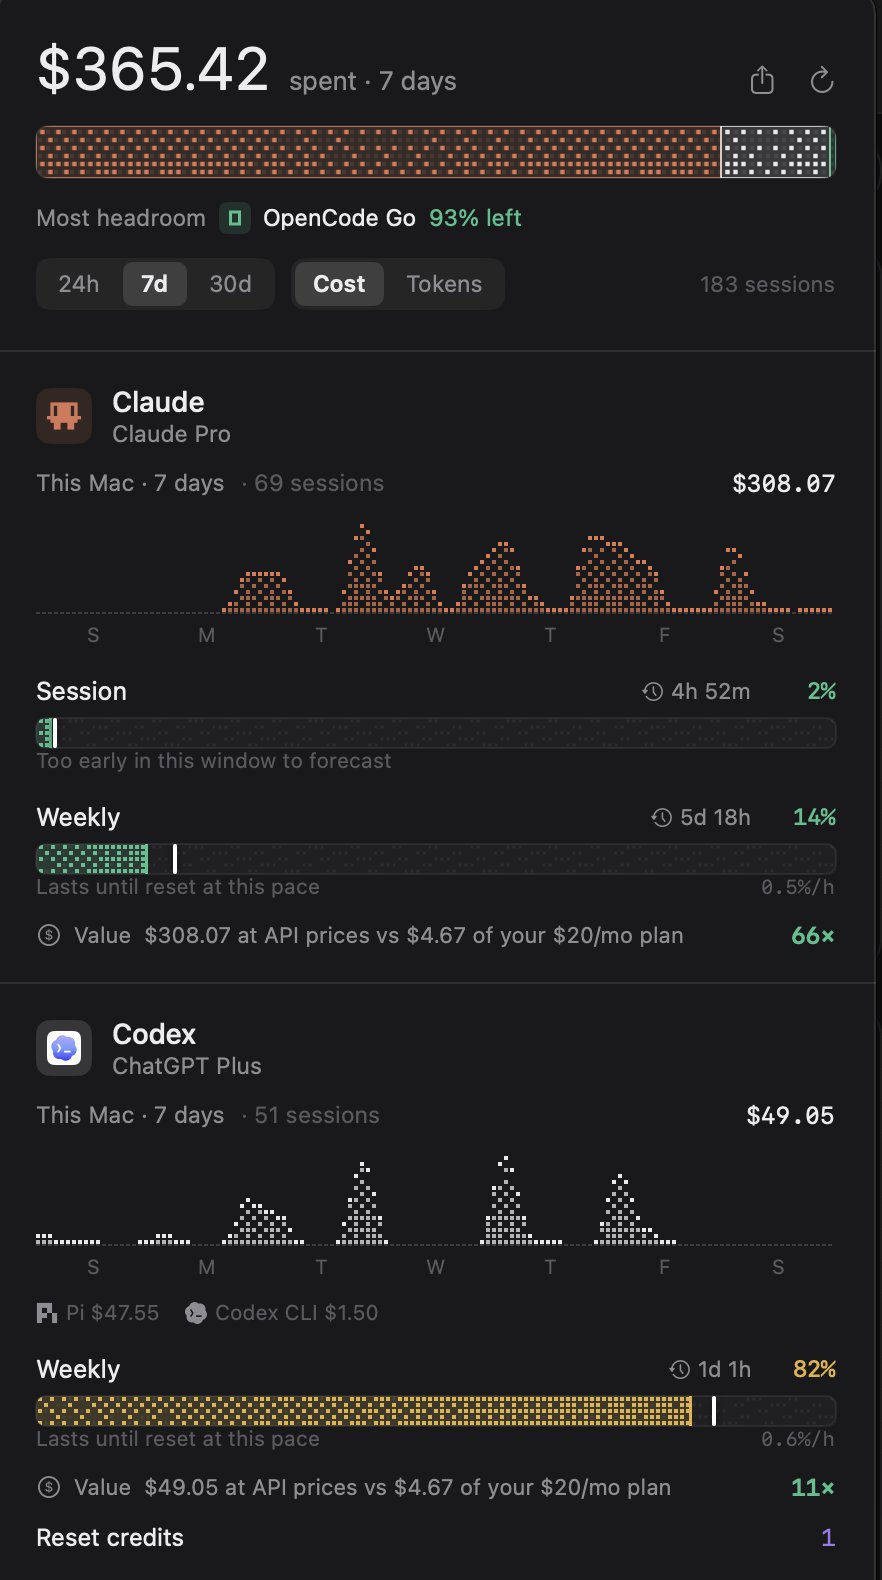 $365.42 spent · 7 days
Most headroom OpenCode Go 93% left
24h 7d 30d Cost Tokens 183 sessions
Claude
Claude Pro
This Mac · 7 days · 69 sessions $308.07
S M T W T F S
Session 4h 52m 2%
Too early in this window to forecast
Weekly 5d 18h 14%
Lasts until reset at this pace 0.5%/h
Value $308.07 at API prices vs $4.67 of your $20/mo plan 66×
Codex
ChatGPT Plus
This Mac · 7 days · 51 sessions $49.05
S M T W T F S
Pi $47.55 Codex CLI $1.50
Weekly 1d 1h 82%
Lasts until reset at this pace 0.6%/h
Value $49.05 at API prices vs $4.67 of your $20/mo plan 11×
Reset credits 1